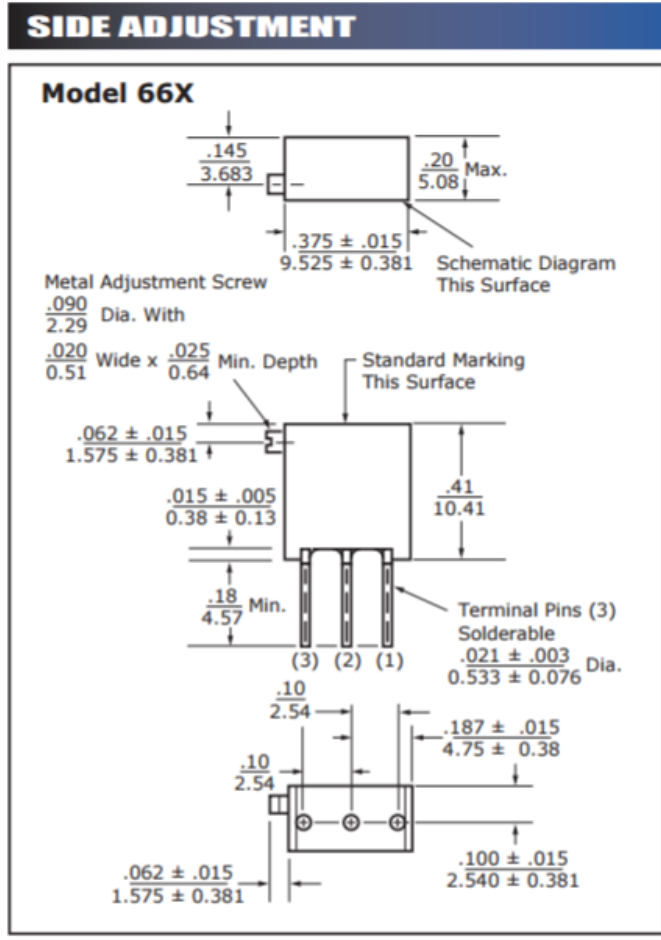 SIDE ADJUSTMENT
Model 66X
.145
3.683
.20
5.08
Max.
.375 ± .015
9.525 ± 0.381
Schematic Diagram
This Surface
Metal Adjustment Screw
.090
2.29
Dia. With
.020
0.51
Wide x
.025
0.64
Min. Depth
Standard Marking
This Surface
.062 ± .015
1.575 ± 0.381
.41
10.41
.015 ± .005
0.38 ± 0.13
.18
4.57
Min.
Terminal Pins (3)
Solderable
.021 ± .003
0.533 ± 0.076
Dia.
(3) (2) (1)
.10
2.54
.187 ± .015
4.75 ± 0.38
.10
2.54
.062 ± .015
1.575 ± 0.381
.100 ± .015
2.540 ± 0.381